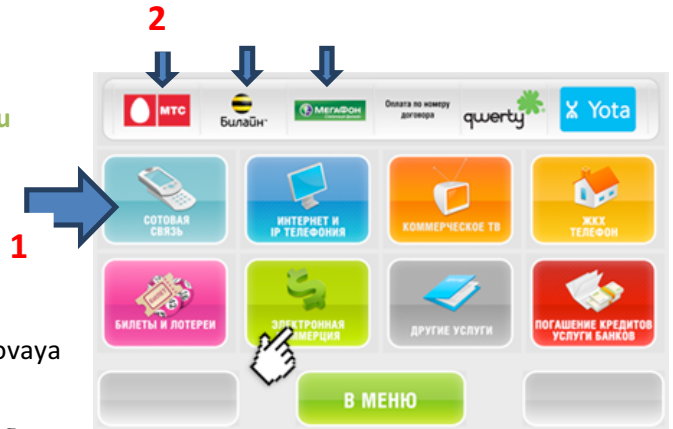 2
u
МТС
Билайн
МегаФон
Оплата по номеру
договора
qwerty
Yota
1
СОТОВАЯ
СВЯЗЬ
ИНТЕРНЕТ И
IP ТЕЛЕФОНИЯ
КОММЕРЧЕСКОЕ ТВ
ЖКХ
ТЕЛЕФОН
БИЛЕТЫ И ЛОТЕРЕИ
ЭЛЕКТРОННАЯ
ДРУГИЕ УСЛУГИ
ПОГАШЕНИЕ КРЕДИТОВ
УСЛУГИ БАНКОВ
ovaya
В МЕНЮ